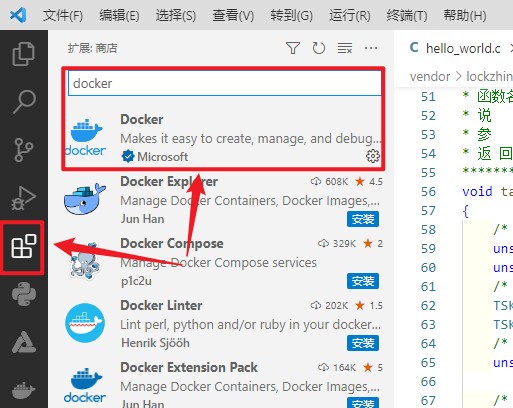 文件(F) 编辑(E) 选择(S) 查看(V) 转到(G) 运行(R) 终端(T) 帮助(H)
扩展: 商店
docker
Docker
Makes it easy to create, manage, and debug...
Microsoft
docker
Docker Explorer 608K ★ 4.5
Manage Docker Containers, Docker Images,...
Jun Han 安装
Docker Compose 329K ★ 2
Manage Docker Compose services
p1c2u 安装
Docker Linter 202K ★ 1.5
Lint perl, python and/or ruby in your docker...
Henrik Sjööh 安装
Docker Extension Pack 164K ★ 5
Manage Docker Containers, Docker Images,...
Jun Han 安装
hello_world.c
vendor › lockzhin
51 * 函数名
52 * 说
53 * 参
54 * 返 回
55 *******
56 void ta
57 {
58 /*
59 uns
60 uns
61 /*
62 TSK
63 TSK
64 /*
65 uns
66
67 /*